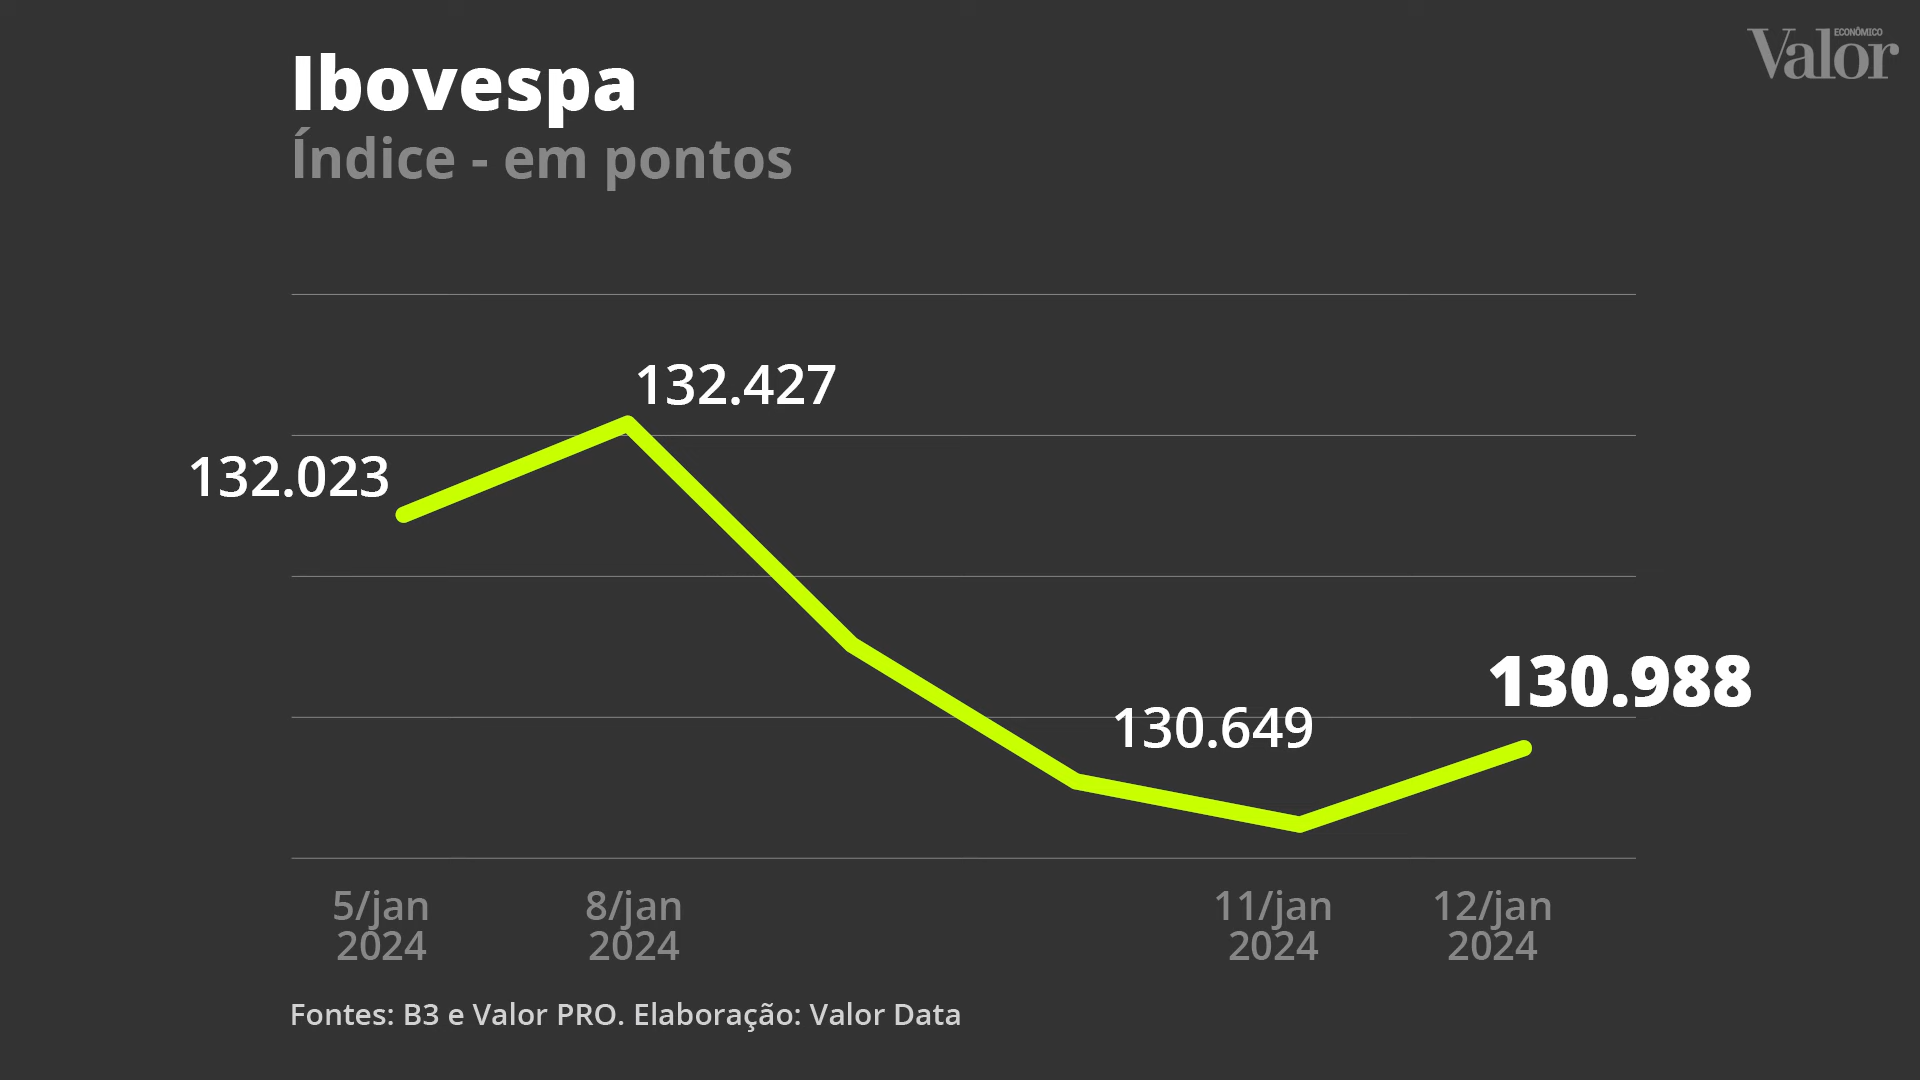 Ibovespa
Índice - em pontos
Valor ECONÔMICO
132.427
132.023
130.988
130.649
5/jan 2024
8/jan 2024
11/jan 2024
12/jan 2024
Fontes: B3 e Valor PRO. Elaboração: Valor Data